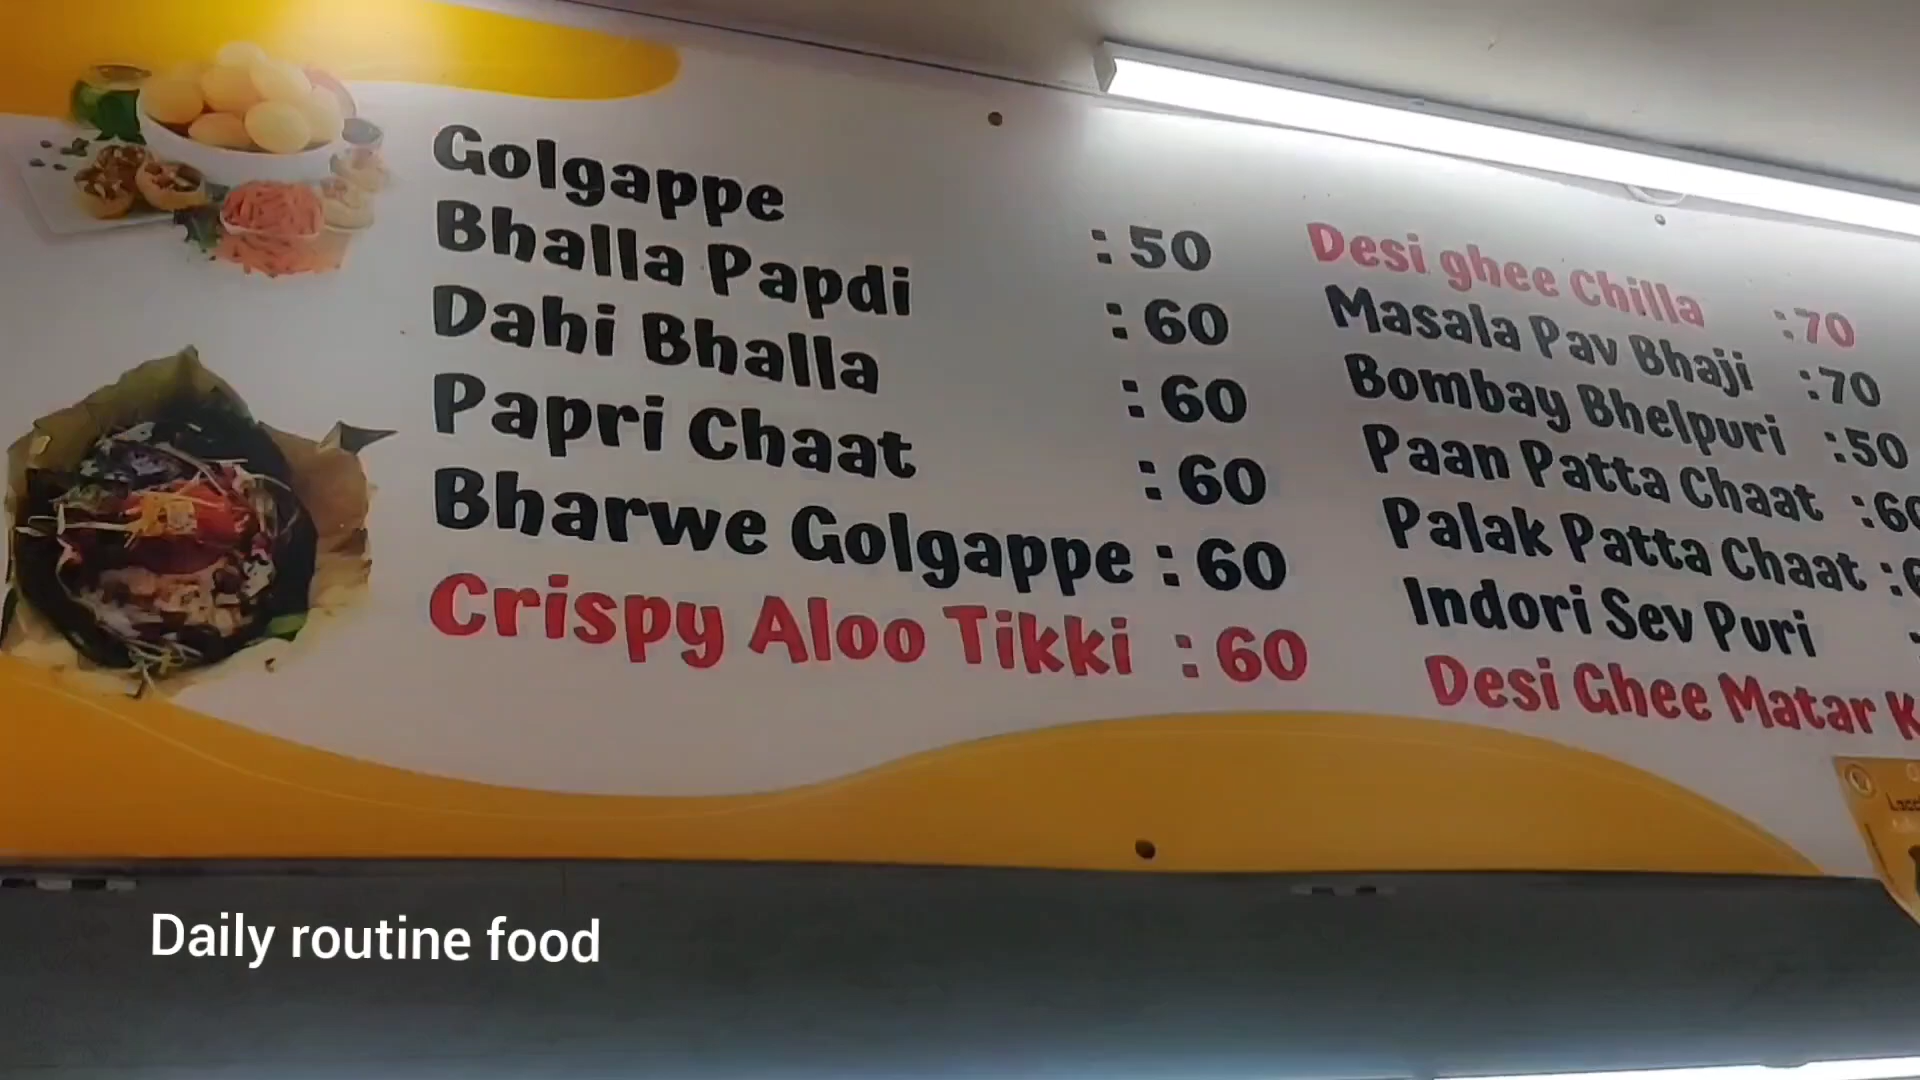 Golgappe : 50
Bhalla Papdi : 60
Dahi Bhalla : 60
Papri Chaat : 60
Bharwe Golgappe : 60
Crispy Aloo Tikki : 60
Desi ghee Chilla :70
Masala Pav Bhaji :70
Bombay Bhelpuri :50
Paan Patta Chaat
Palak Patta Chaat
Indori Sev Puri
Desi Ghee Matar
Daily routine food